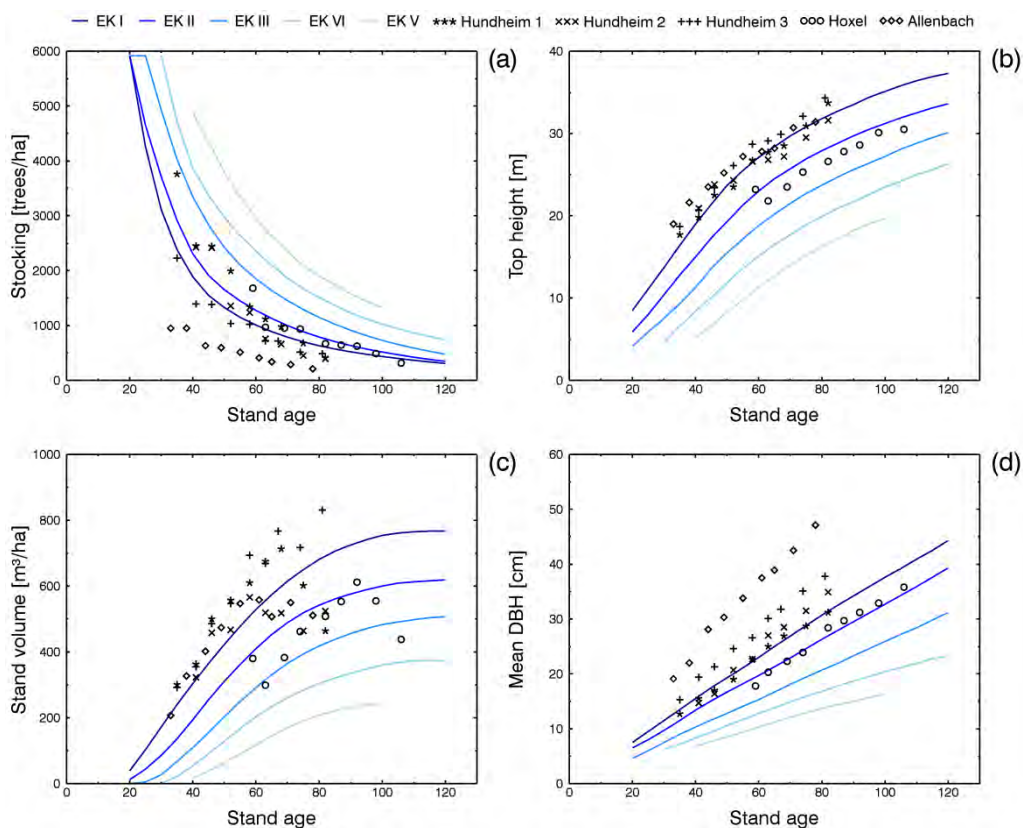 EK I EK II EK III EK VI EK V Hundheim 1 Hundheim 2 Hundheim 3 Hoxel Allenbach
(a)
Stocking [trees/ha]
6000
5000
4000
3000
2000
1000
0
0 20 40 60 80 100 120
Stand age
(b)
Top height [m]
40
30
20
10
0
0 20 40 60 80 100 120
Stand age
(c)
Stand volume [m³/ha]
1000
800
600
400
200
0
0 20 40 60 80 100 120
Stand age
(d)
Mean DBH [cm]
60
50
40
30
20
10
0
0 20 40 60 80 100 120
Stand age